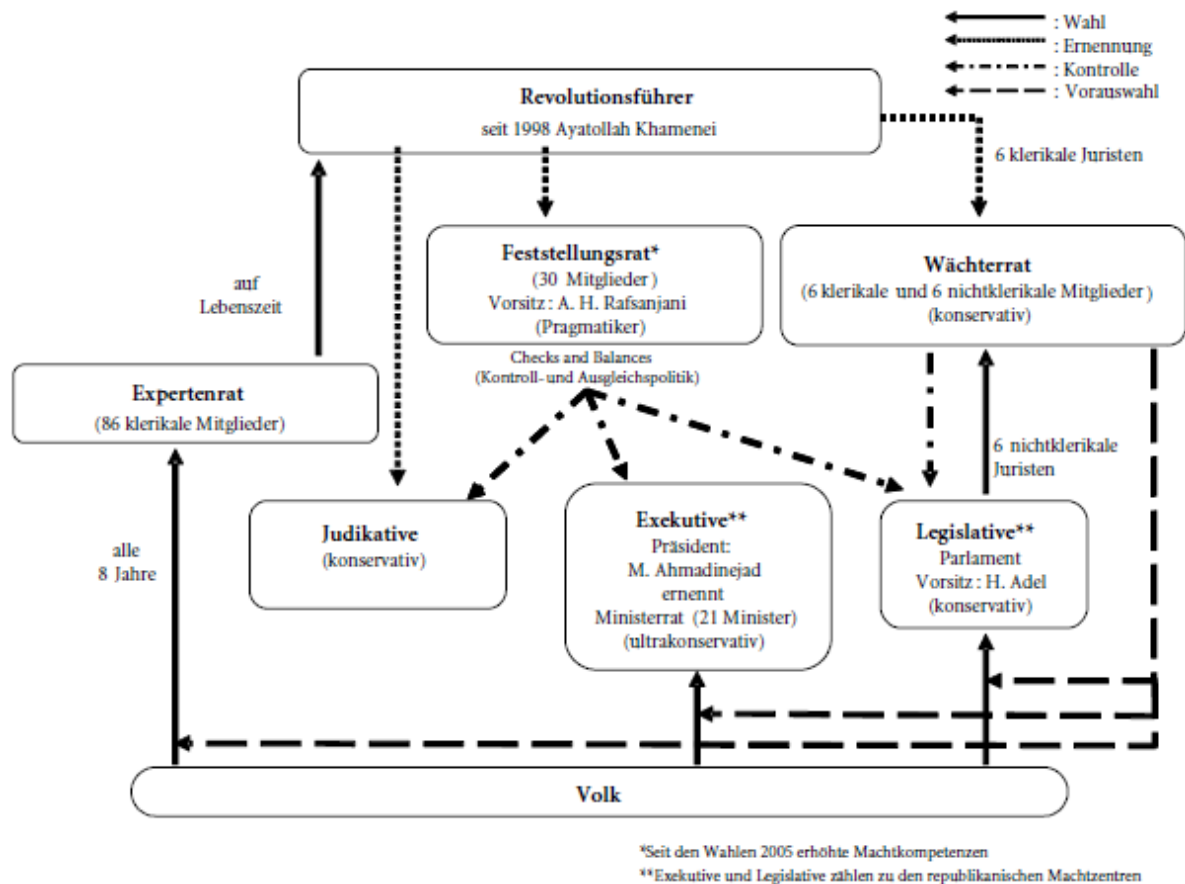 : Wahl
: Ernennung
: Kontrolle
: Vorauswahl
Revolutionsführer
seit 1998 Ayatollah Khamenei
6 klerikale Juristen
Feststellungsrat*
(30 Mitglieder)
Vorsitz : A. H. Rafsanjani
(Pragmatiker)
Wächterrat
(6 klerikale und 6 nichtklerikale Mitglieder)
(konservativ)
auf
Lebenszeit
Checks and Balances
(Kontroll-und Ausgleichspolitik)
Expertenrat
(86 klerikale Mitglieder)
6 nichtklerikale
Juristen
Judikative
(konservativ)
Exekutive**
Präsident:
M. Ahmadinejad
ernennt
Ministerrat (21 Minister)
(ultrakonservativ)
Legislative**
Parlament
Vorsitz : H. Adel
(konservativ)
alle
8 Jahre
Volk
*Seit den Wahlen 2005 erhöhte Machtkompetenzen
**Exekutive und Legislative zählen zu den republikanischen Machtzentren